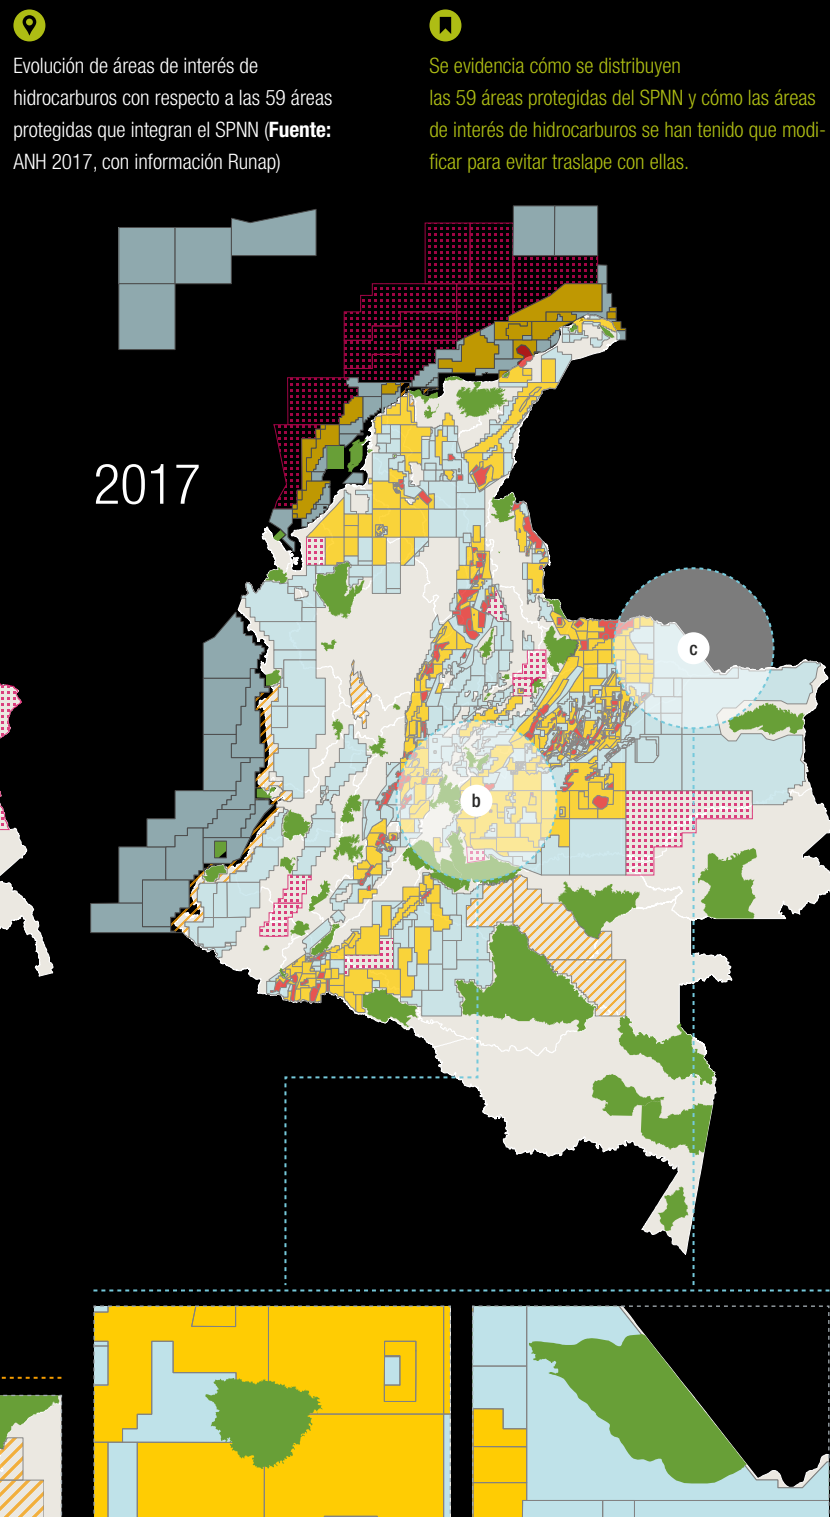 Evolución de áreas de interés de
hidrocarburos con respecto a las 59 áreas
protegidas que integran el SPNN (Fuente:
ANH 2017, con información Runap)
Se evidencia cómo se distribuyen
las 59 áreas protegidas del SPNN y cómo las áreas
de interés de hidrocarburos se han tenido que modi-
ficar para evitar traslape con ellas.
2017
c
b